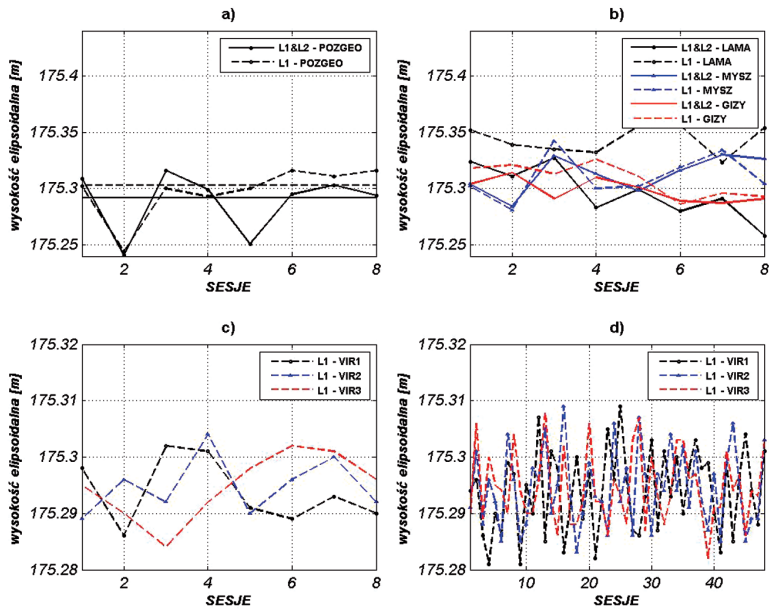 a)
L1&L2 - POZGEO
L1 - POZGEO
wysokość elipsoidalna [m]
175.4
175.35
175.3
175.25
2 4 6 8
SESJE
b)
L1&L2 - LAMA
L1 - LAMA
L1&L2 - MYSZ
L1 - MYSZ
L1&L2 - GIZY
L1 - GIZY
wysokość elipsoidalna [m]
175.4
175.35
175.3
175.25
2 4 6 8
SESJE
c)
L1 - VIR1
L1 - VIR2
L1 - VIR3
wysokość elipsoidalna [m]
175.32
175.31
175.3
175.29
175.28
2 4 6 8
SESJE
d)
L1 - VIR1
L1 - VIR2
L1 - VIR3
wysokość elipsoidalna [m]
175.32
175.31
175.3
175.29
175.28
10 20 30 40
SESJE